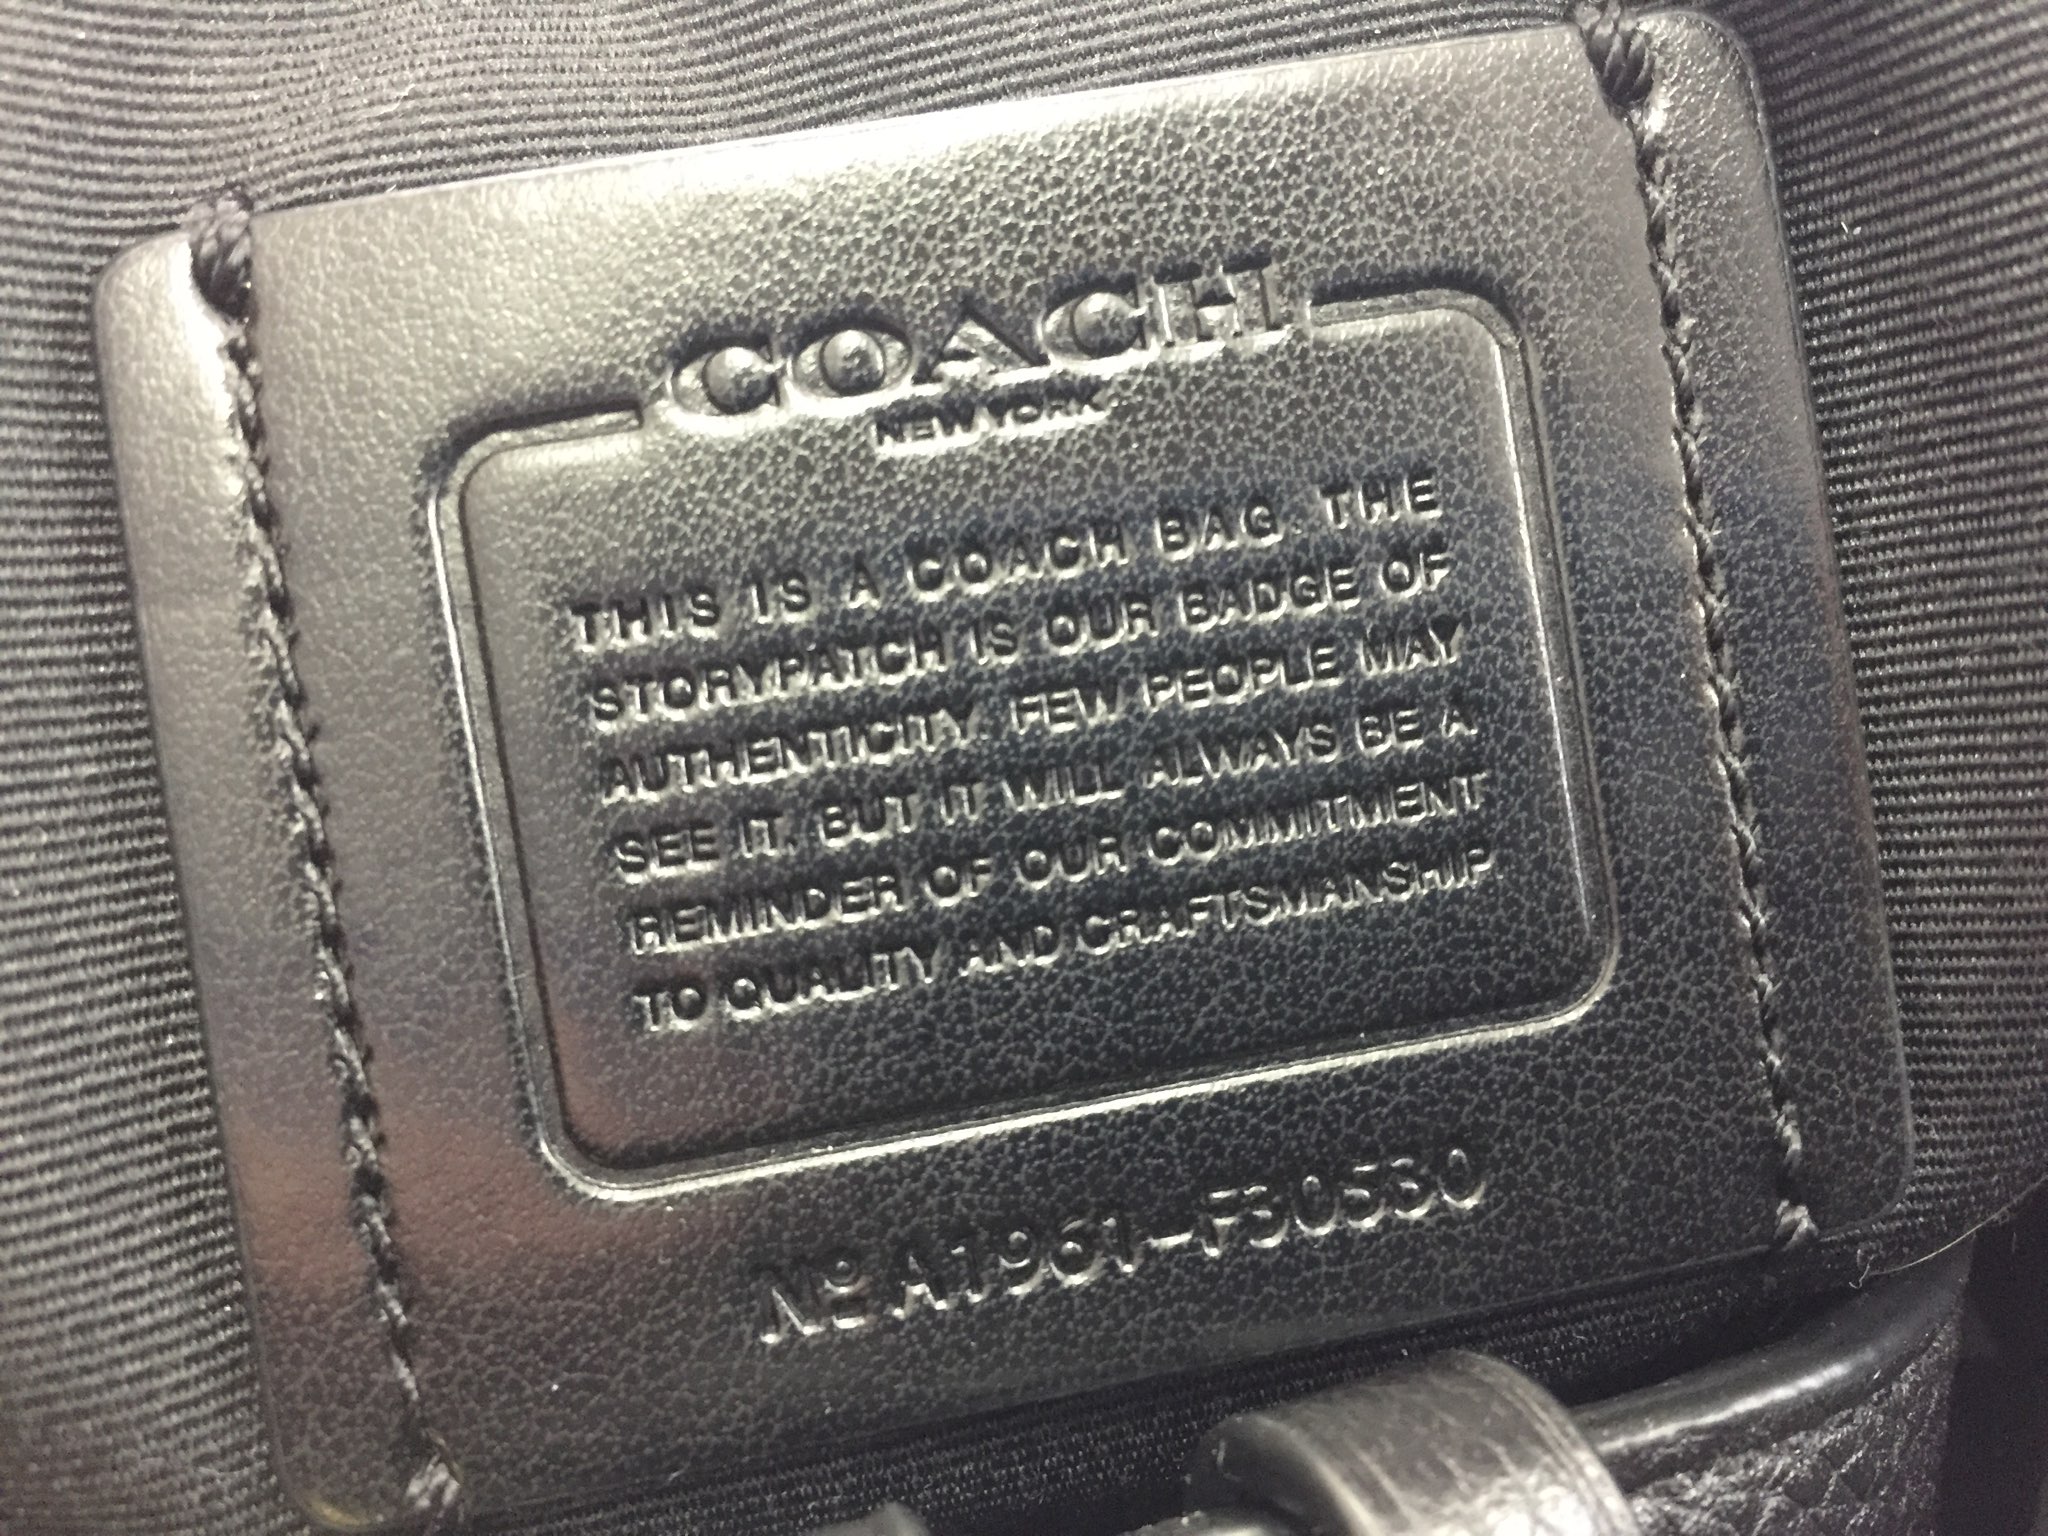 COACH
NEW YORK
THIS IS A COACH BAG. THE
STORYPATCH IS OUR BADGE OF
AUTHENTICITY. FEW PEOPLE MAY
SEE IT, BUT IT WILL ALWAYS BE A
REMINDER OF OUR COMMITMENT
TO QUALITY AND CRAFTSMANSHIP.
Nº A1961-F30530